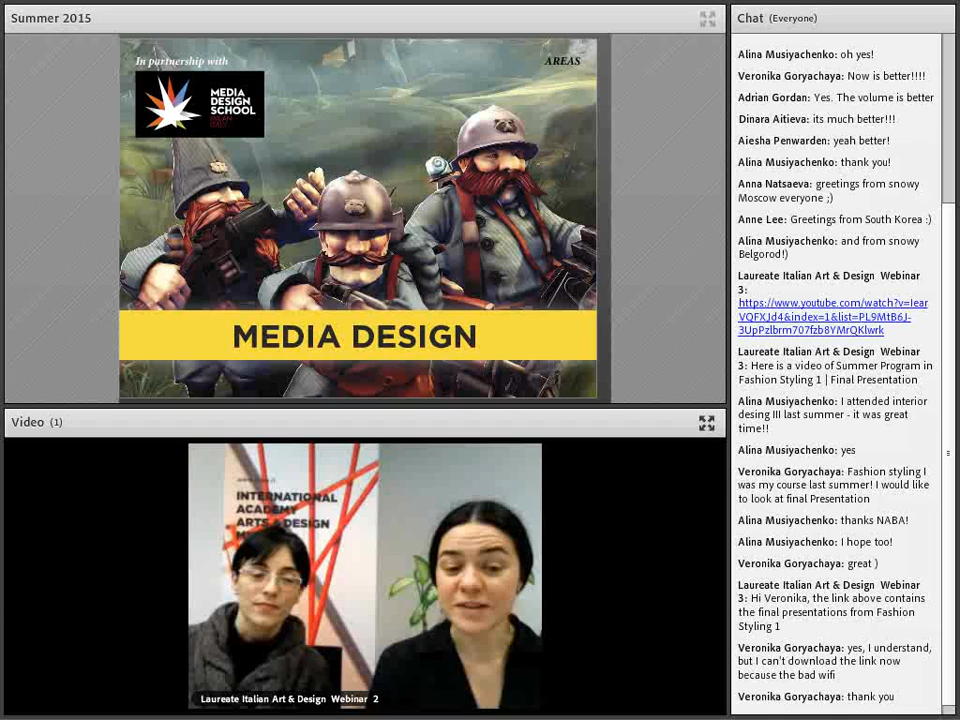 Summer 2015
In partnership with
AREAS
MEDIA
DESIGN
SCHOOL
MILAN
ITALY
MEDIA DESIGN
Video (1)
INTERNATIONAL
ACADEMY
ARTS & DESIGN
Laureate Italian Art & Design Webinar 2
Chat (Everyone)
Alina Musiyachenko: oh yes!
Veronika Goryachaya: Now is better!!!!
Adrian Gordan: Yes. The volume is better
Dinara Aitieva: its much better!!!
Aiesha Penwarden: yeah better!
Alina Musiyachenko: thank you!
Anna Natsaeva: greetings from snowy
Moscow everyone ;)
Anne Lee: Greetings from South Korea :)
Alina Musiyachenko: and from snowy
Belgorod!)
Laureate Italian Art & Design Webinar
3:
https://www.youtube.com/watch?v=Iear
VQFXJd4&index=1&list=PL9MtB6J-
3UpPzlbrm707fzb8YMrQKlwrk
Laureate Italian Art & Design Webinar
3: Here is a video of Summer Program in
Fashion Styling 1 | Final Presentation
Alina Musiyachenko: I attended interior
desing III last summer - it was great
time!!
Alina Musiyachenko: yes
Veronika Goryachaya: Fashion styling I
was my course last summer! I would like
to look at final Presentation
Alina Musiyachenko: thanks NABA!
Alina Musiyachenko: I hope too!
Veronika Goryachaya: great )
Laureate Italian Art & Design Webinar
3: Hi Veronika, the link above contains
the final presentations from Fashion
Styling 1
Veronika Goryachaya: yes, I understand,
but I can't download the link now
because the bad wifi
Veronika Goryachaya: thank you